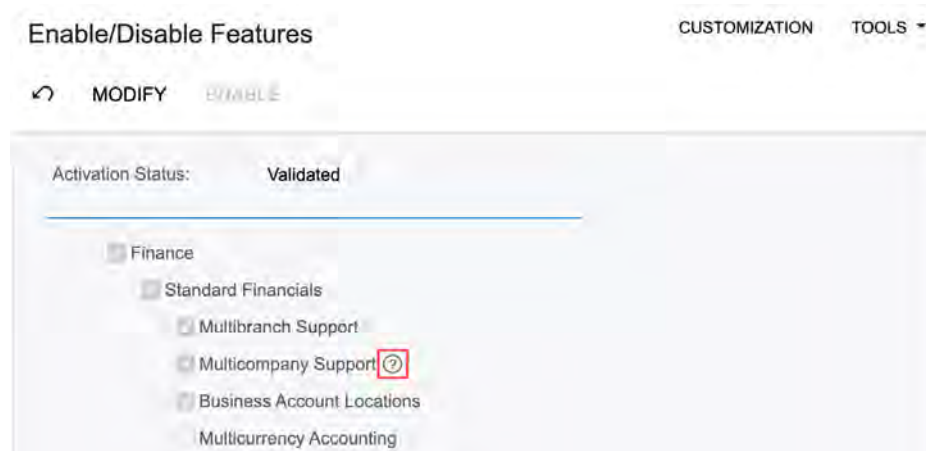 Enable/Disable Features CUSTOMIZATION TOOLS
MODIFY ENABLE
Activation Status: Validated
Finance
Standard Financials
Multibranch Support
Multicompany Support ?
Business Account Locations
Multicurrency Accounting